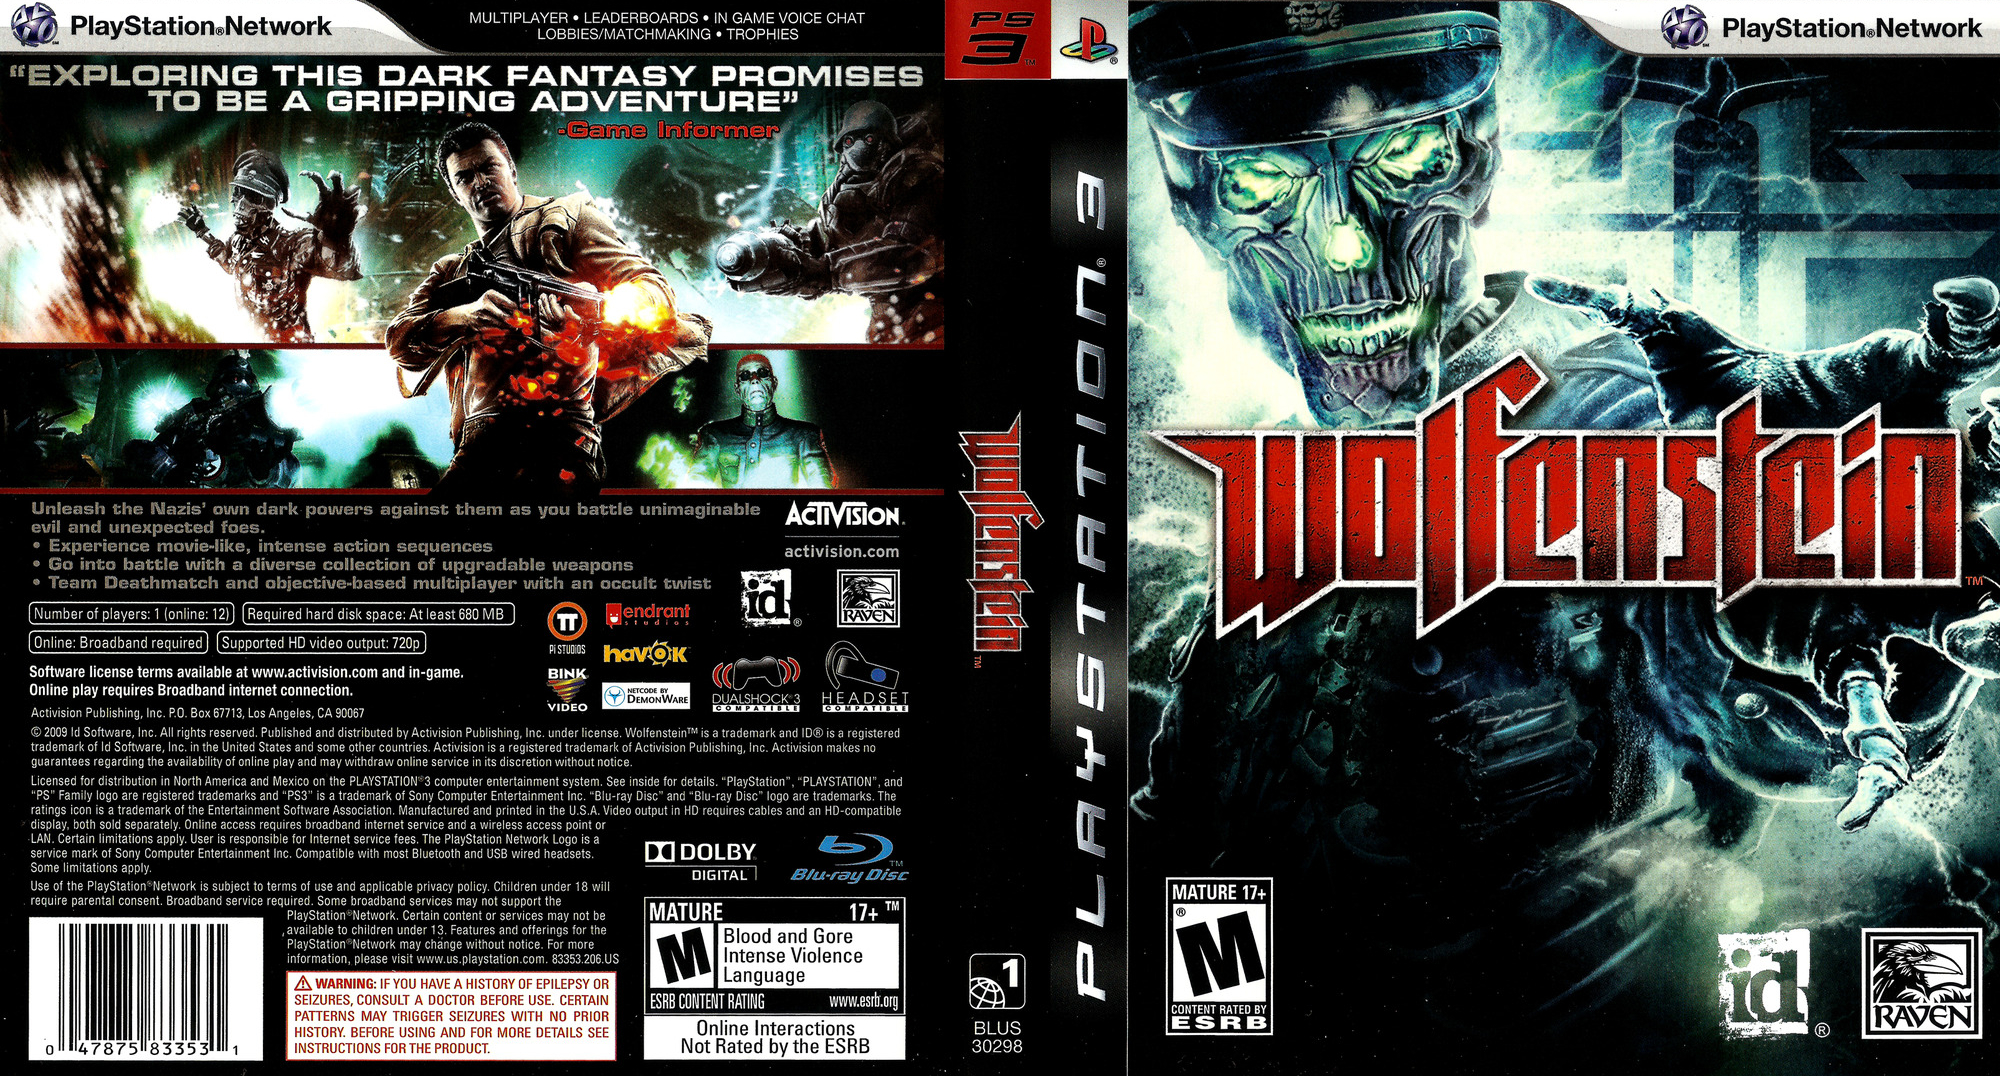 PlayStation®Network
MULTIPLAYER • LEADERBOARDS • IN GAME VOICE CHAT
LOBBIES/MATCHMAKING • TROPHIES
“EXPLORING THIS DARK FANTASY PROMISES
TO BE A GRIPPING ADVENTURE”
-Game Informer
Unleash the Nazis’ own dark powers against them as you battle unimaginable
evil and unexpected foes.
• Experience movie-like, intense action sequences
• Go into battle with a diverse collection of upgradable weapons
• Team Deathmatch and objective-based multiplayer with an occult twist
ACTIVISION®
activision.com
id®
RAVEN
Number of players: 1 (online: 12)
Required hard disk space: At least 680 MB
Online: Broadband required
Supported HD video output: 720p
PI STUDIOS
endrant
studios
BINK
VIDEO
havok
NETCODE BY
DEMONWARE
DUALSHOCK®3
COMPATIBLE
HEADSET
COMPATIBLE
Software license terms available at www.activision.com and in-game.
Online play requires Broadband internet connection.
Activision Publishing, Inc. P.O. Box 67713, Los Angeles, CA 90067
© 2009 Id Software, Inc. All rights reserved. Published and distributed by Activision Publishing, Inc. under license. Wolfenstein™ is a trademark and ID® is a registered
trademark of Id Software, Inc. in the United States and some other countries. Activision is a registered trademark of Activision Publishing, Inc. Activision makes no
guarantees regarding the availability of online play and may withdraw online service in its discretion without notice.
Licensed for distribution in North America and Mexico on the PLAYSTATION®3 computer entertainment system. See inside for details. “PlayStation”, “PLAYSTATION”, and
“PS” Family logo are registered trademarks and “PS3” is a trademark of Sony Computer Entertainment Inc. “Blu-ray Disc” and “Blu-ray Disc” logo are trademarks. The
ratings icon is a trademark of the Entertainment Software Association. Manufactured and printed in the U.S.A. Video output in HD requires cables and an HD-compatible
display, both sold separately. Online access requires broadband internet service and a wireless access point or
LAN. Certain limitations apply. User is responsible for Internet service fees. The PlayStation Network Logo is a
service mark of Sony Computer Entertainment Inc. Compatible with most Bluetooth and USB wired headsets.
Some limitations apply.
Use of the PlayStation®Network is subject to terms of use and applicable privacy policy. Children under 18 will
require parental consent. Broadband service required. Some broadband services may not support the
PlayStation®Network. Certain content or services may not be
available to children under 13. Features and offerings for the
PlayStation®Network may change without notice. For more
information, please visit www.us.playstation.com. 83353.206.US
WARNING: IF YOU HAVE A HISTORY OF EPILEPSY OR
SEIZURES, CONSULT A DOCTOR BEFORE USE. CERTAIN
PATTERNS MAY TRIGGER SEIZURES WITH NO PRIOR
HISTORY. BEFORE USING AND FOR MORE DETAILS SEE
INSTRUCTIONS FOR THE PRODUCT.
0 47875 83353 1
DOLBY
DIGITAL
Blu-ray Disc™
MATURE 17+ ™
M
Blood and Gore
Intense Violence
Language
ESRB CONTENT RATING www.esrb.org
Online Interactions
Not Rated by the ESRB
PS3™
®
PLAYSTATION®3
Wolfenstein™
1
BLUS
30298
PlayStation®Network
Wolfenstein™
MATURE 17+
®
M
CONTENT RATED BY
ESRB
id®
RAVEN